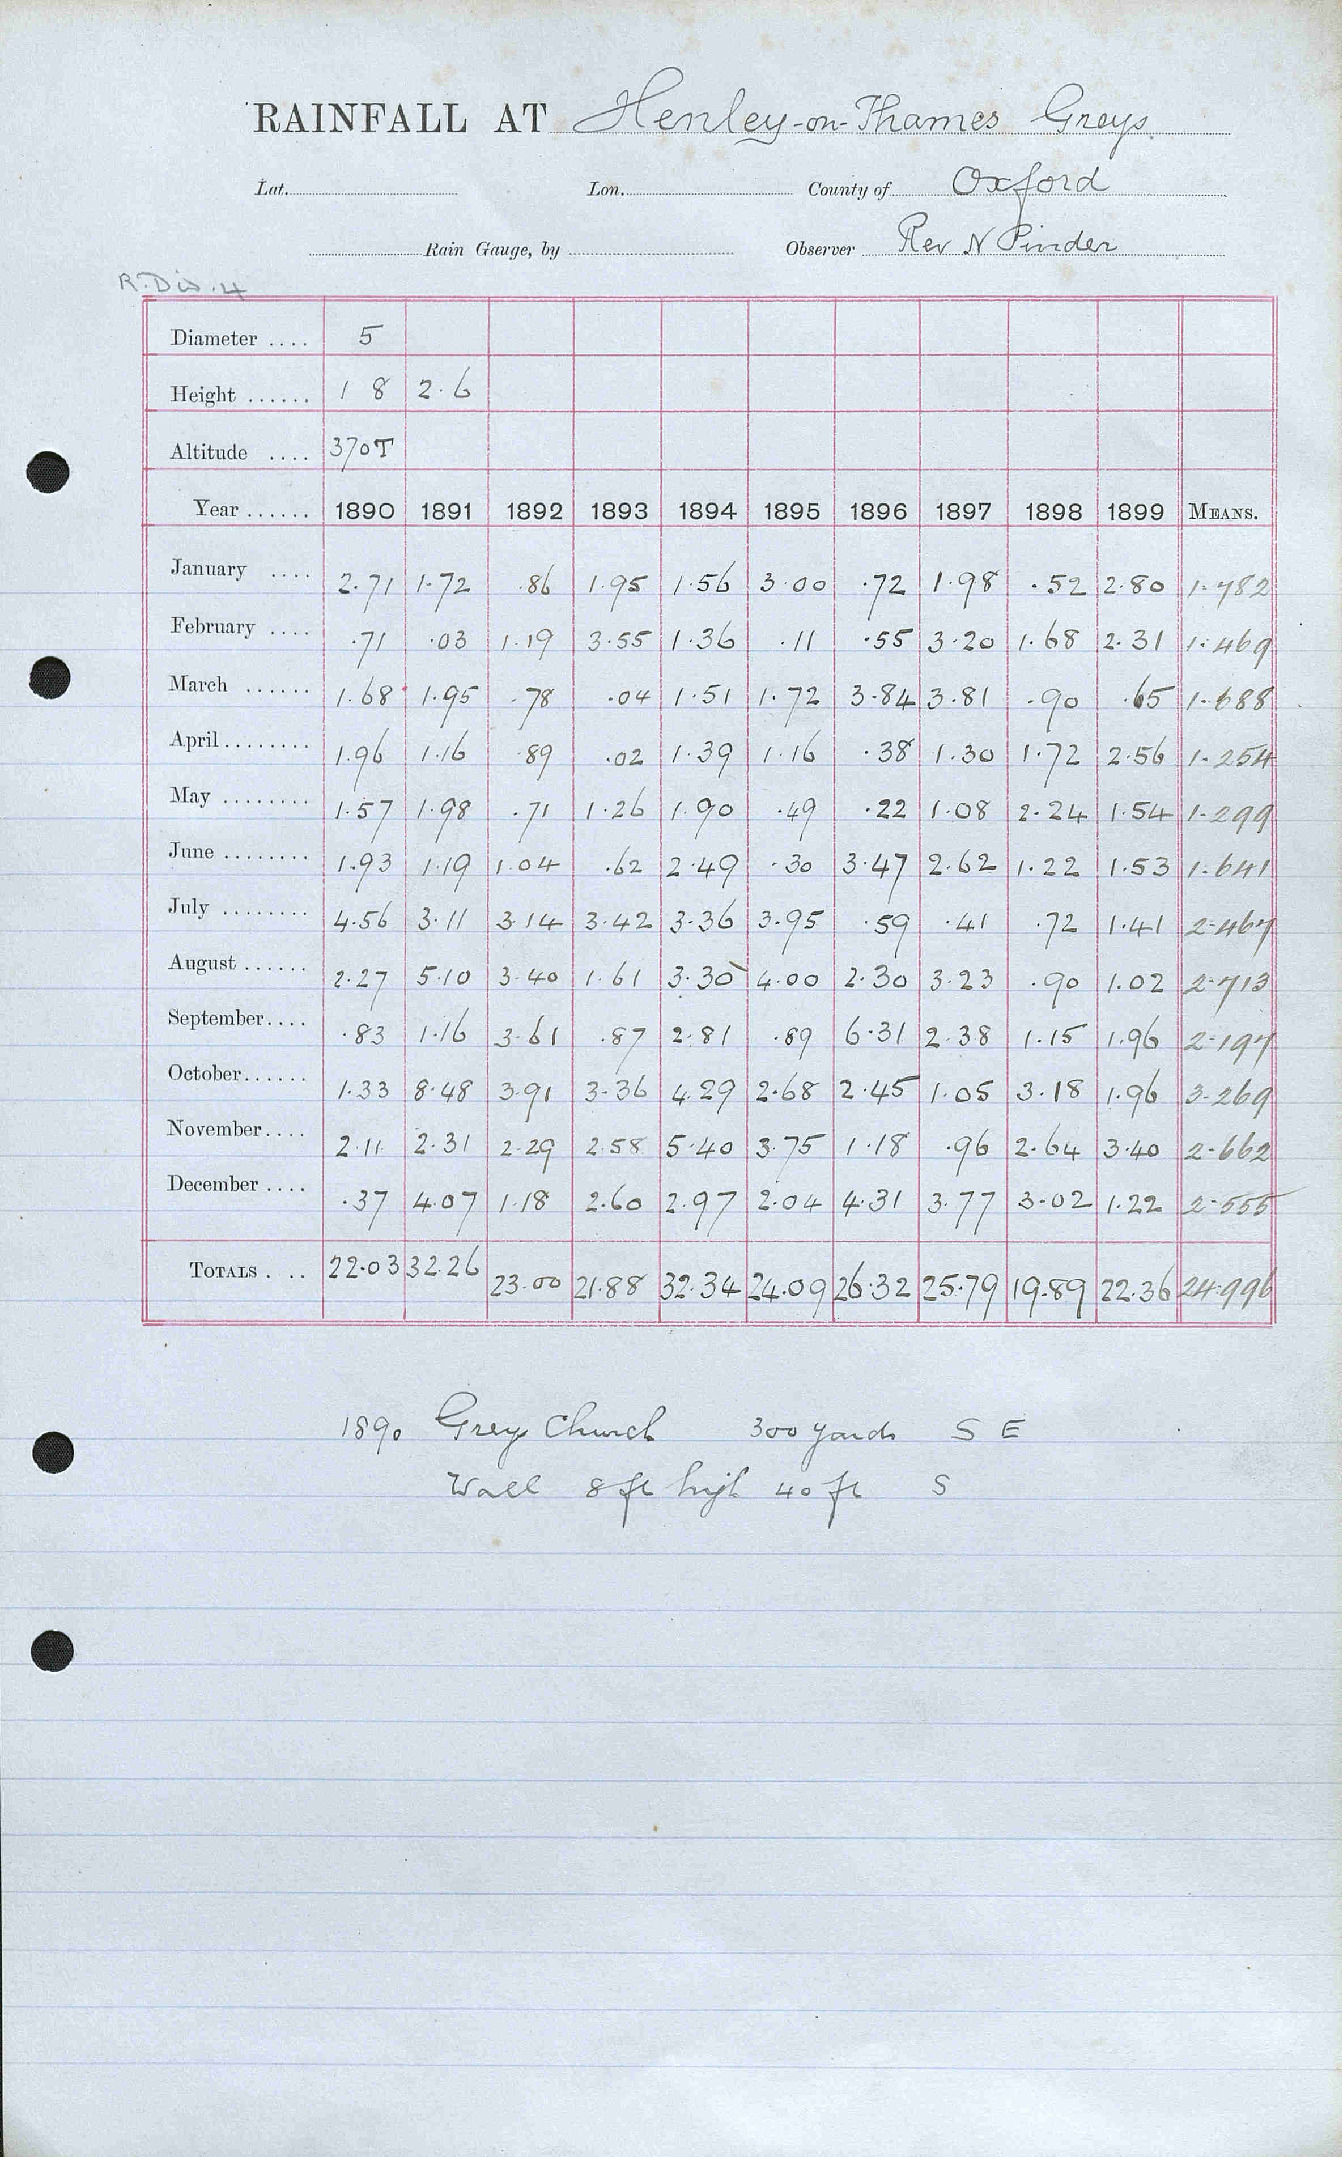 RAINFALL AT Henley-on-Thames Greys
Lat. Lon. County of Oxford
Rain Gauge, by Observer Rev N Pinder
R. Dis. 4
Diameter .... 5
Height ...... 1 8 2.6
Altitude .... 370T
Year ...... 1890 1891 1892 1893 1894 1895 1896 1897 1898 1899 MEANS.
January .... 2.71 1.72 .86 1.95 1.56 3.00 .72 1.98 .52 2.80 1.782
February .... .71 .03 1.19 3.55 1.36 .11 .55 3.20 1.68 2.31 1.469
March ...... 1.68 1.95 .78 .04 1.51 1.72 3.84 3.81 .90 .65 1.688
April ........ 1.96 1.16 .89 .02 1.39 1.16 .38 1.30 1.72 2.56 1.254
May ........ 1.57 1.98 .71 1.26 1.90 .49 .22 1.08 2.24 1.54 1.299
June ........ 1.93 1.19 1.04 .62 2.49 .30 3.47 2.62 1.22 1.53 1.641
July ........ 4.56 3.11 3.14 3.42 3.36 3.95 .59 .41 .72 1.41 2.467
August ...... 2.27 5.10 3.40 1.61 3.30 4.00 2.30 3.23 .90 1.02 2.713
September .... .83 1.16 3.61 .87 2.81 .89 6.31 2.38 1.15 1.96 2.197
October ...... 1.33 8.48 3.91 3.36 4.29 2.68 2.45 1.05 3.18 1.96 3.269
November .... 2.11 2.31 2.29 2.58 5.40 3.75 1.18 .96 2.64 3.40 2.662
December .... .37 4.07 1.18 2.60 2.97 2.04 4.31 3.77 3.02 1.22 2.555
TOTALS . .. 22.03 32.26 23.00 21.88 32.34 24.09 26.32 25.79 19.89 22.36 24.996
1890 Greys Church 300 yards S E
Wall 8 ft high 40 ft S